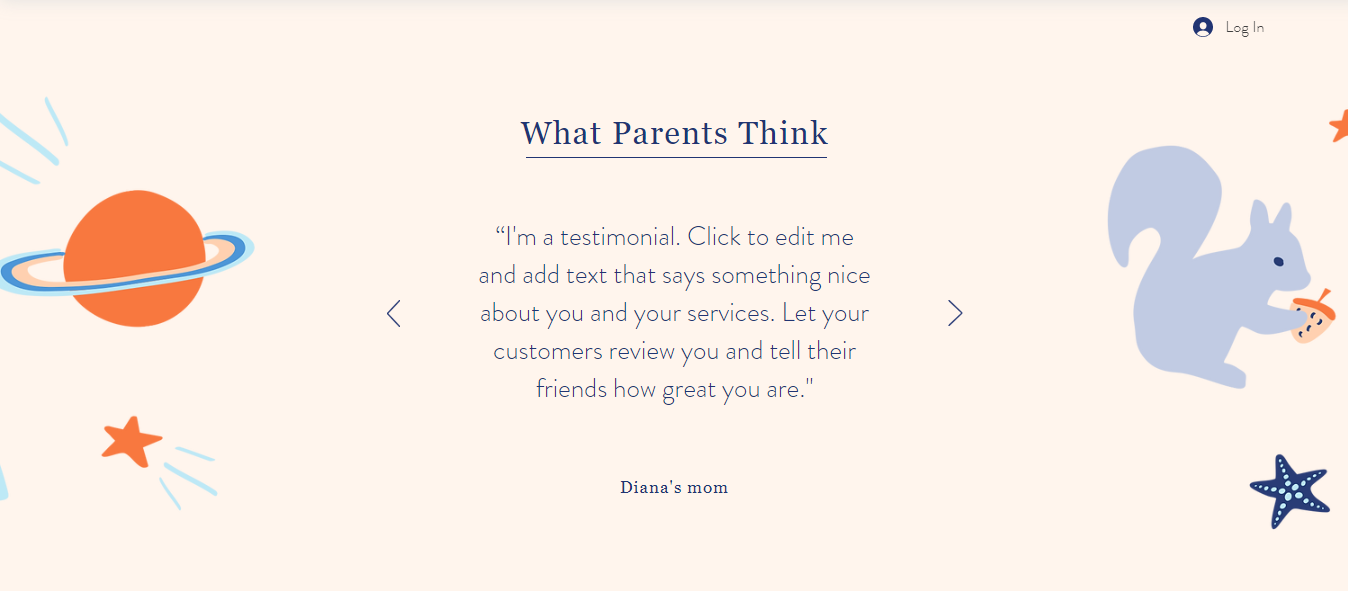 Log In
What Parents Think
“I'm a testimonial. Click to edit me
and add text that says something nice
about you and your services. Let your
customers review you and tell their
friends how great you are."
Diana's mom